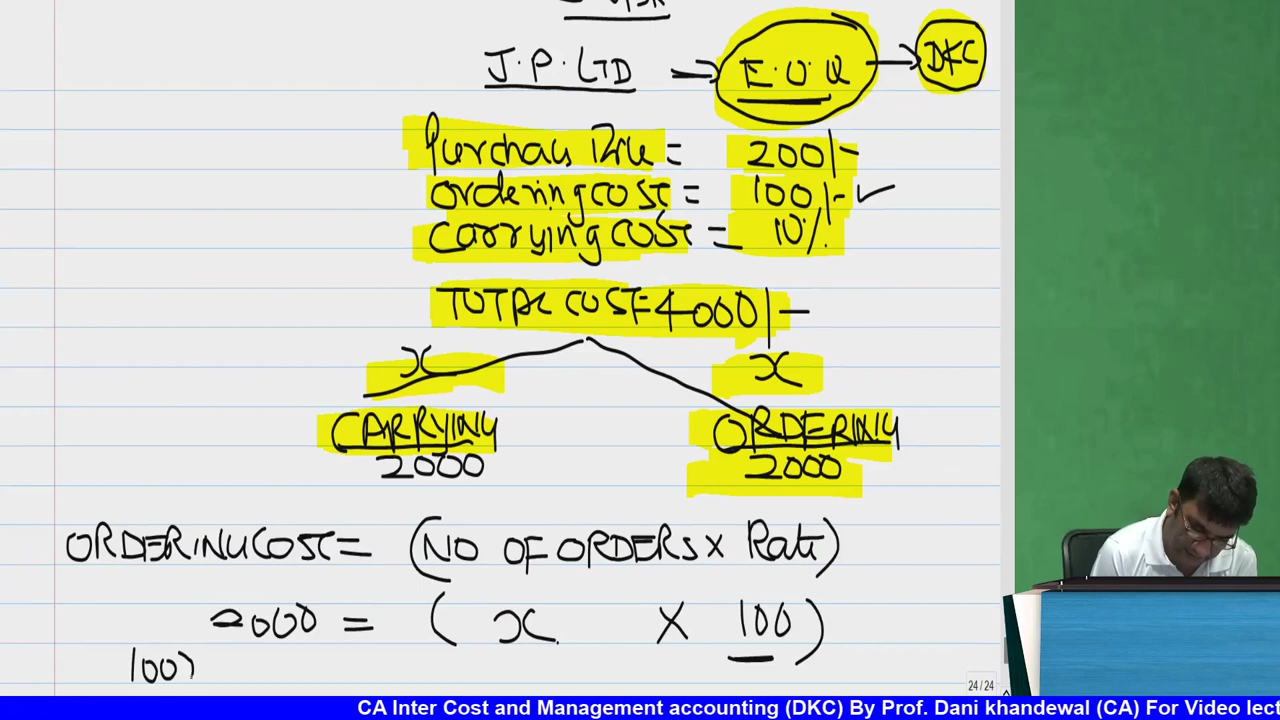 J.P. LTD → E.O.Q → DKC
Purchase Price = 200/-
ordering cost = 100/- ✓
carrying cost = 10%
TOTAL COST = 4000/-
x x
CARRYING ORDERING
2000 2000
ORDERING COST = (NO OF ORDERS x Rate)
2000 = ( x X 100 )
100x
24/24
CA Inter Cost and Management accounting (DKC) By Prof. Dani khandewal (CA) For Video lect